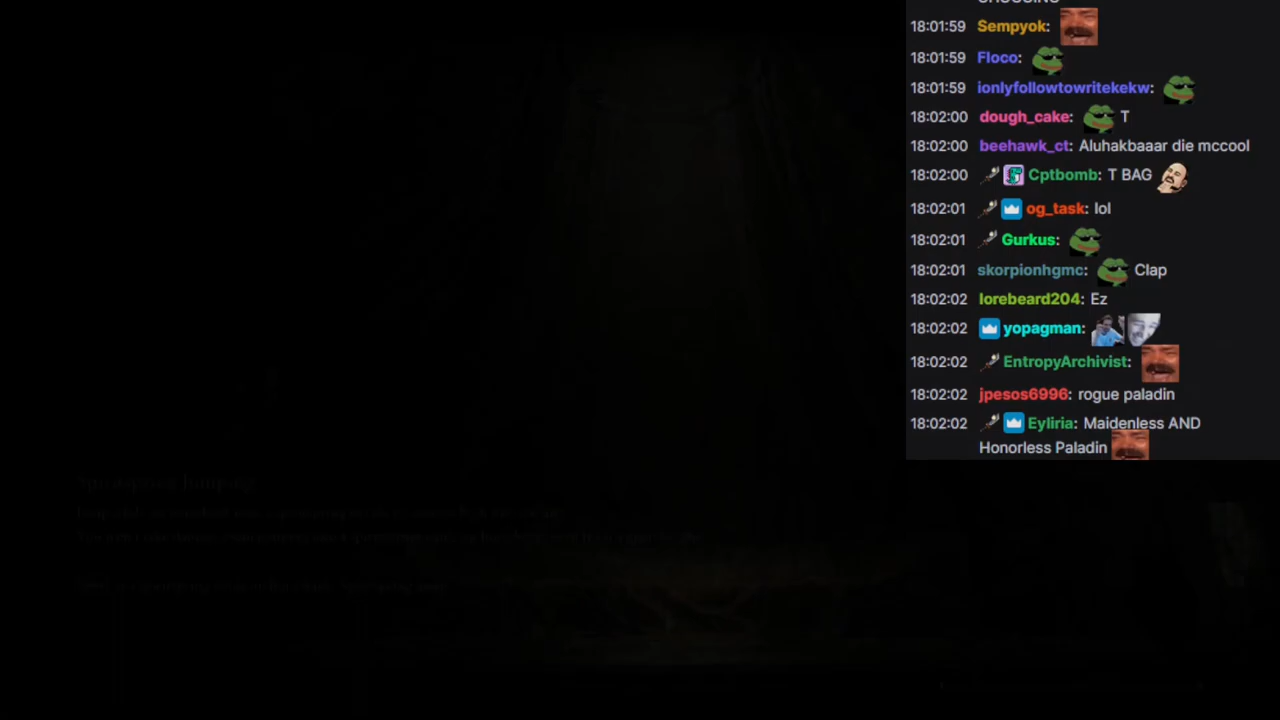 18:01:59 Sempyok:
18:01:59 Floco:
18:01:59 ionlyfollowtowritekekw:
18:02:00 dough_cake: T
18:02:00 beehawk_ct: Aluhakbaaar die mccool
18:02:00 Cptbomb: T BAG
18:02:01 og_task: lol
18:02:01 Gurkus:
18:02:01 skorpionhgmc: Clap
18:02:02 lorebeard204: Ez
18:02:02 yopagman:
18:02:02 EntropyArchivist:
18:02:02 jpesos6996: rogue paladin
18:02:02 Eyliria: Maidenless AND
Honorless Paladin